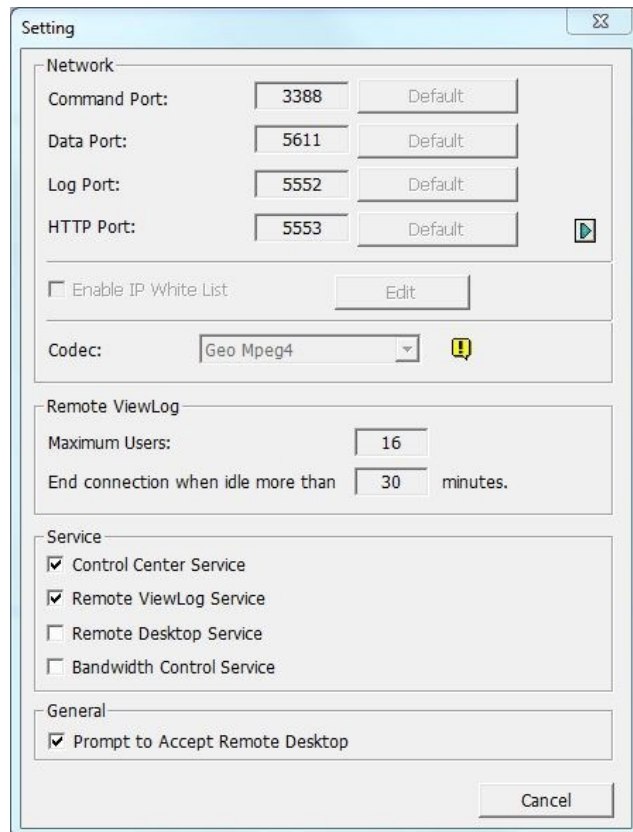 Setting
Network
Command Port: 3388 Default
Data Port: 5611 Default
Log Port: 5552 Default
HTTP Port: 5553 Default
Enable IP White List Edit
Codec: Geo Mpeg4
Remote ViewLog
Maximum Users: 16
End connection when idle more than 30 minutes.
Service
Control Center Service
Remote ViewLog Service
Remote Desktop Service
Bandwidth Control Service
General
Prompt to Accept Remote Desktop
Cancel